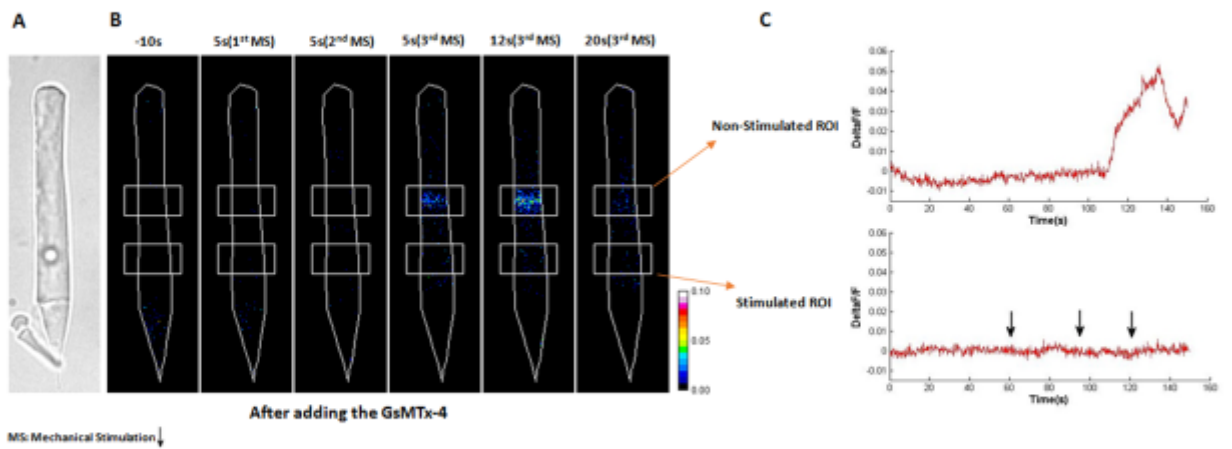 A
B
C
-10s
5s(1st MS)
5s(2nd MS)
5s(3rd MS)
12s(3rd MS)
20s(3rd MS)
Non-Stimulated ROI
Stimulated ROI
0.10
0.05
0.00
After adding the GsMTx-4
MS: Mechanical Stimulation
DeltaF/F
0.06
0.05
0.04
0.03
0.02
0.01
0
-0.01
0 20 40 60 80 100 120 140 160
Time(s)
DeltaF/F
0.06
0.05
0.04
0.03
0.02
0.01
0
-0.01
0 20 40 60 80 100 120 140 160
Time(s)